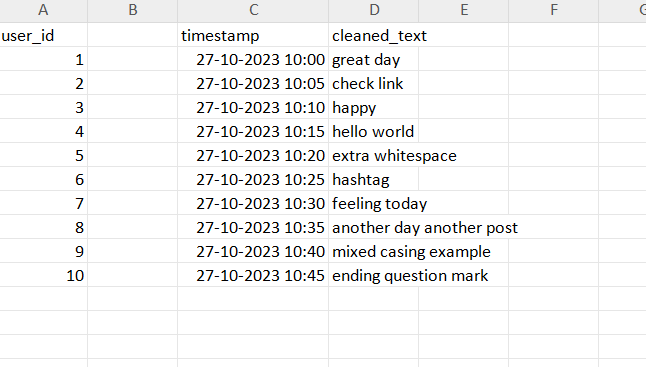 A B C D E F
user_id timestamp cleaned_text
1 27-10-2023 10:00 great day
2 27-10-2023 10:05 check link
3 27-10-2023 10:10 happy
4 27-10-2023 10:15 hello world
5 27-10-2023 10:20 extra whitespace
6 27-10-2023 10:25 hashtag
7 27-10-2023 10:30 feeling today
8 27-10-2023 10:35 another day another post
9 27-10-2023 10:40 mixed casing example
10 27-10-2023 10:45 ending question mark